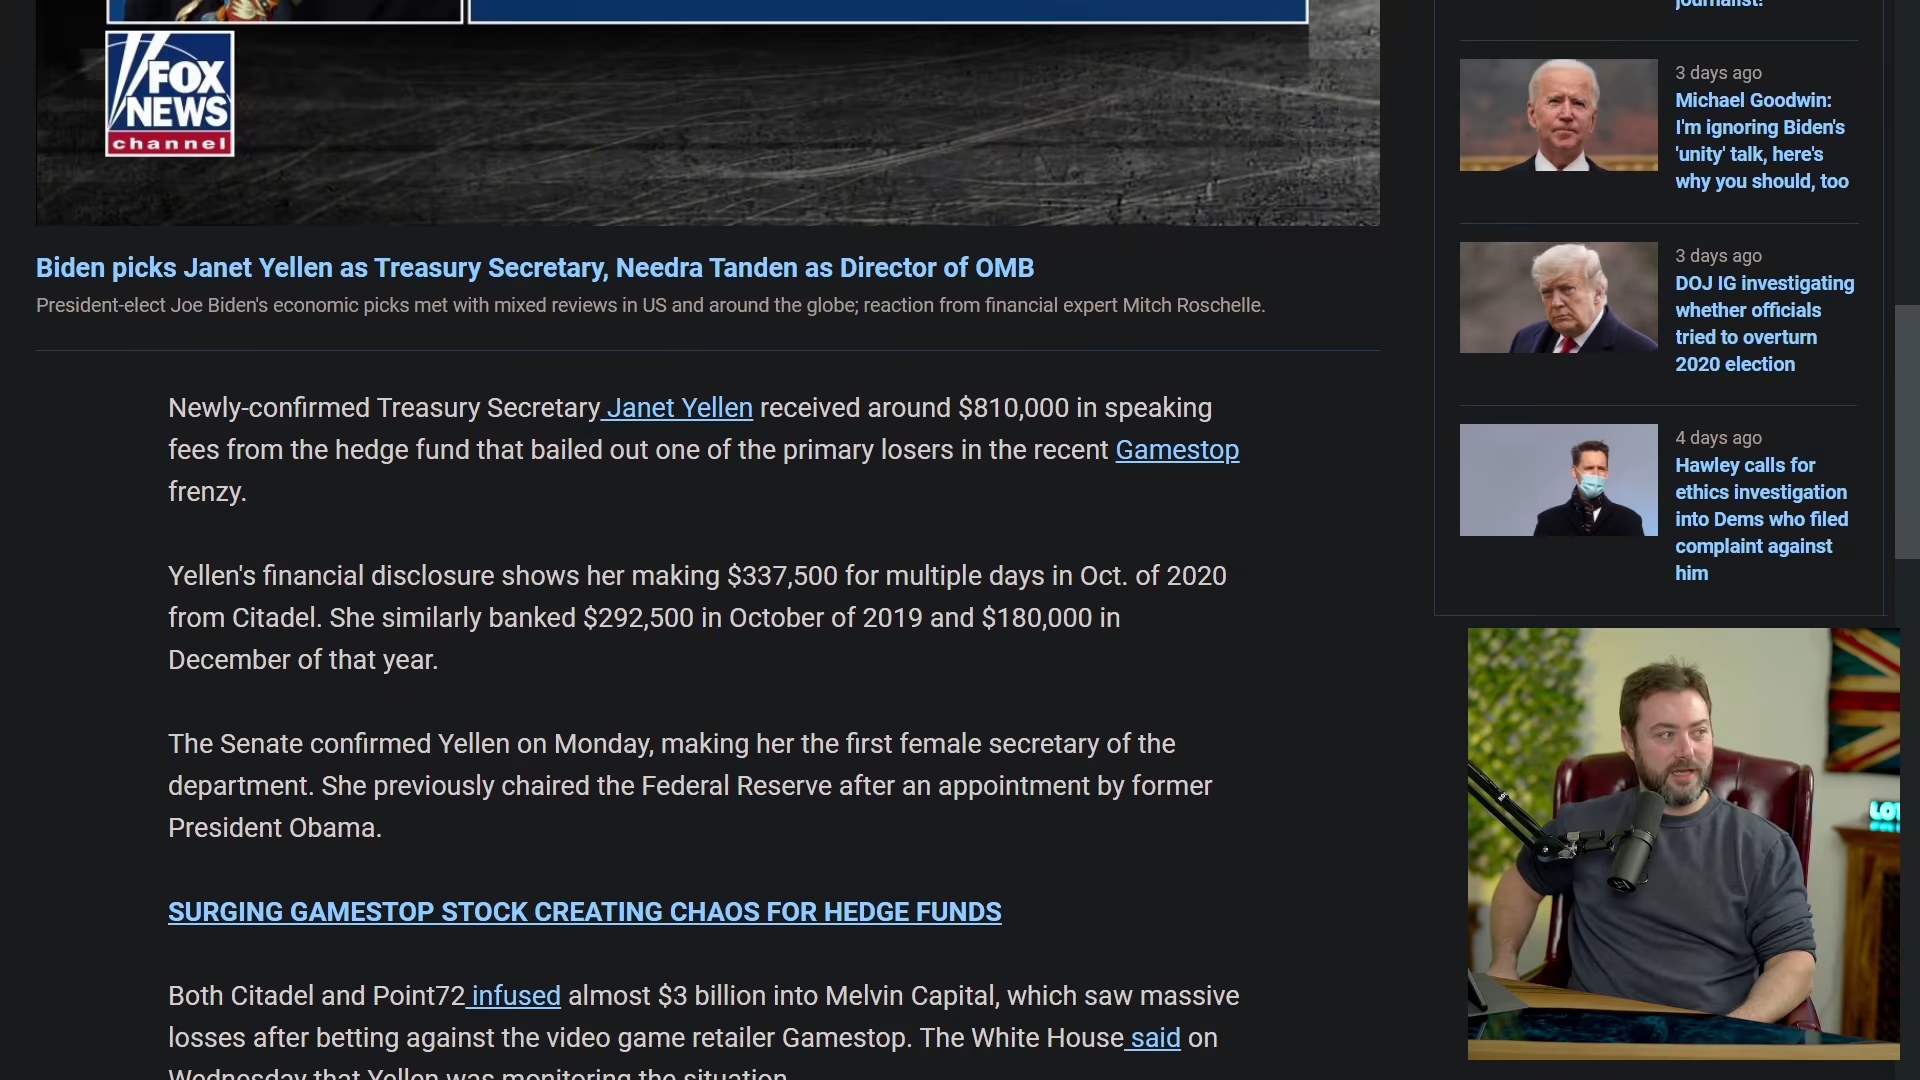 FOX
NEWS
channel
Biden picks Janet Yellen as Treasury Secretary, Needra Tanden as Director of OMB
President-elect Joe Biden's economic picks met with mixed reviews in US and around the globe; reaction from financial expert Mitch Roschelle.
Newly-confirmed Treasury Secretary Janet Yellen received around $810,000 in speaking
fees from the hedge fund that bailed out one of the primary losers in the recent Gamestop
frenzy.
Yellen's financial disclosure shows her making $337,500 for multiple days in Oct. of 2020
from Citadel. She similarly banked $292,500 in October of 2019 and $180,000 in
December of that year.
The Senate confirmed Yellen on Monday, making her the first female secretary of the
department. She previously chaired the Federal Reserve after an appointment by former
President Obama.
SURGING GAMESTOP STOCK CREATING CHAOS FOR HEDGE FUNDS
Both Citadel and Point72 infused almost $3 billion into Melvin Capital, which saw massive
losses after betting against the video game retailer Gamestop. The White House said on
Wednesday that Yellen was monitoring the situation.
journalist!
3 days ago
Michael Goodwin:
I'm ignoring Biden's
'unity' talk, here's
why you should, too
3 days ago
DOJ IG investigating
whether officials
tried to overturn
2020 election
4 days ago
Hawley calls for
ethics investigation
into Dems who filed
complaint against
him